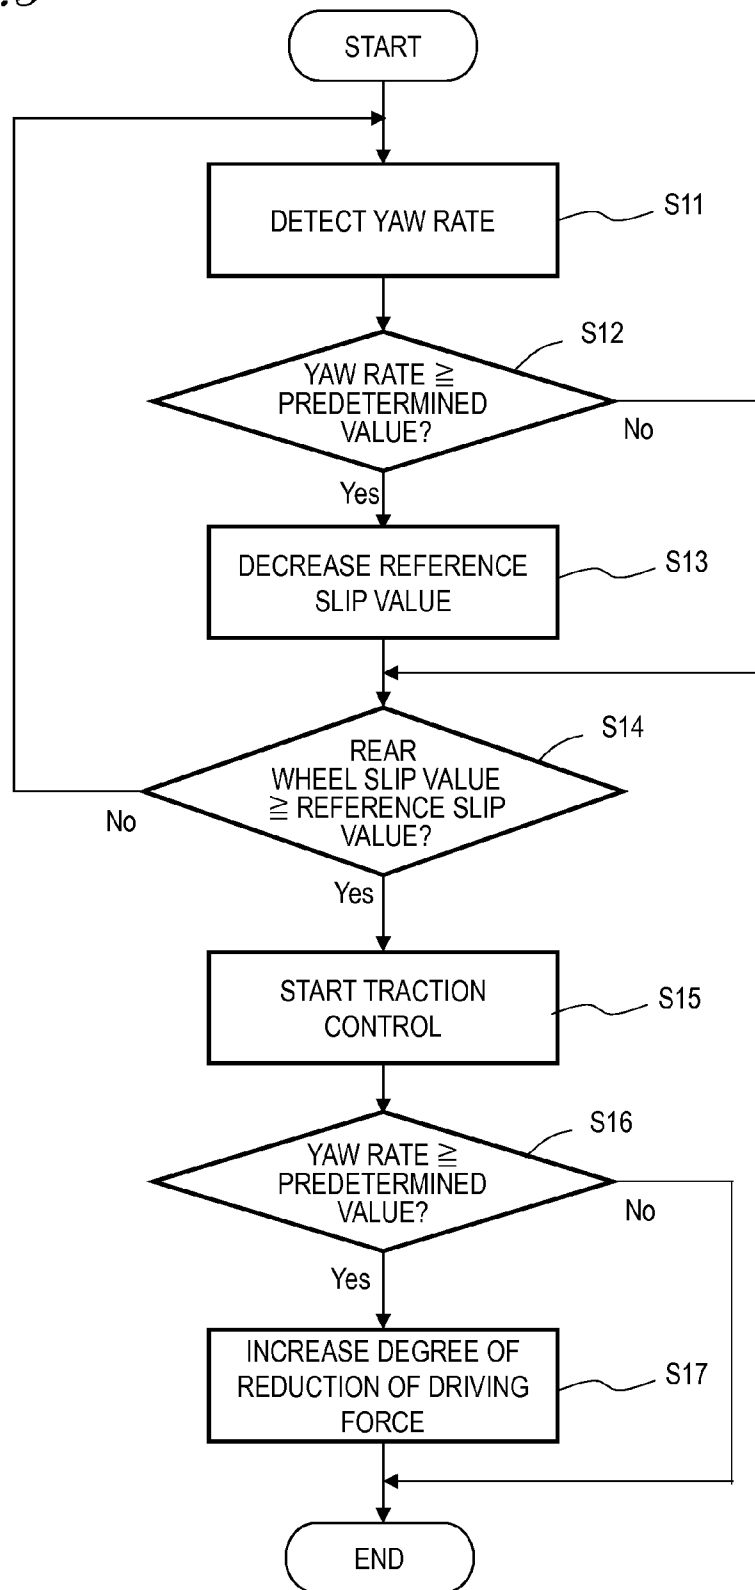 START
DETECT YAW RATE
S11
S12
YAW RATE ≧
PREDETERMINED
VALUE?
No
Yes
DECREASE REFERENCE
SLIP VALUE
S13
S14
REAR
WHEEL SLIP VALUE
≧ REFERENCE SLIP
VALUE?
No
Yes
START TRACTION
CONTROL
S15
S16
YAW RATE ≧
PREDETERMINED
VALUE?
No
Yes
INCREASE DEGREE OF
REDUCTION OF DRIVING
FORCE
S17
END